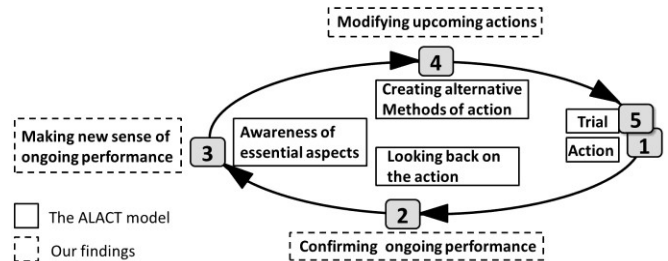 Modifying upcoming actions
4
Creating alternative
Methods of action
Trial
5
Making new sense of
ongoing performance
3
Awareness of
essential aspects
Looking back on
the action
Action
1
The ALACT model
2
Our findings
Confirming ongoing performance